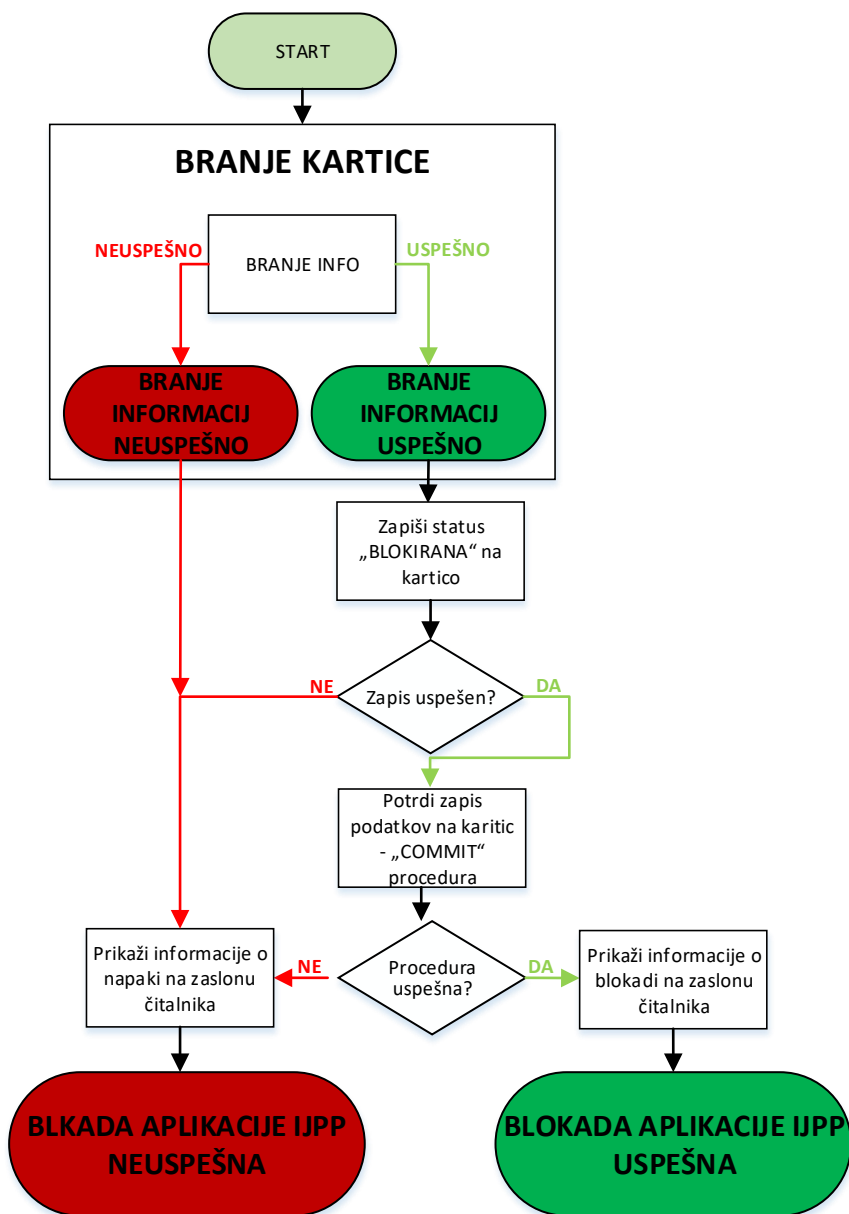 START
BRANJE KARTICE
NEUSPEŠNO
USPEŠNO
BRANJE INFO
BRANJE
INFORMACIJ
NEUSPEŠNO
BRANJE
INFORMACIJ
USPEŠNO
Zapiši status
„BLOKIRANA“ na
kartico
NE
Zapis uspešen?
DA
Potrdi zapis
podatkov na karitic
- „COMMIT“
procedura
Prikaži informacije o
napaki na zaslonu
čitalnika
NE
Procedura
uspešna?
DA
Prikaži informacije o
blokadi na zaslonu
čitalnika
BLKADA APLIKACIJE IJPP
NEUSPEŠNA
BLOKADA APLIKACIJE IJPP
USPEŠNA